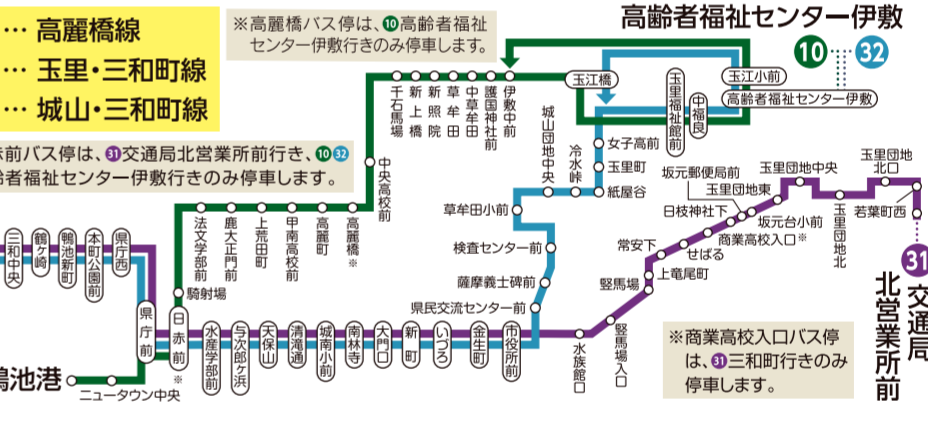 … 高麗橋線
… 玉里・三和町線
… 城山・三和町線
※高麗橋バス停は、10高齢者福祉
センター伊敷行きのみ停車します。
高齢者福祉センター伊敷
10
32
赤前バス停は、31交通局北営業所前行き、10 32
齢者福祉センター伊敷行きのみ停車します。
千石馬場
新上橋
新照院
草牟田
中草牟田
護国神社前
伊敷中前
玉江橋
玉里福祉館前
中福良
玉江小前
高齢者福祉センター伊敷
中央高校前
城山団地中央
冷水峠
女子高前
玉里町
紙屋谷
草牟田小前
検査センター前
薩摩義士碑前
県民交流センター前
坂元郵便局前
玉里団地東
日枝神社下
玉里団地中央
玉里団地
北口
若葉町西
玉里団地北
坂元台小前
商業高校入口※
せばる
常安下
上竜尾町
竪馬場
竪馬場入口
水族館口
31
交通局
北営業所前
法文学部前
鹿大正門前
上荒田町
甲南高校前
高麗町
高麗橋※
騎射場
三和中央
鶴ヶ崎
鴨池新町
本町公園前
県庁西
県庁前
日赤前
※
水産学部前
与次郎ヶ浜
天保山
清滝通
城南小前
南林寺
大門口
新町
いづろ
金生町
市役所前
鴨池港
ニュータウン中央
※商業高校入口バス停
は、31三和町行きのみ
停車します。